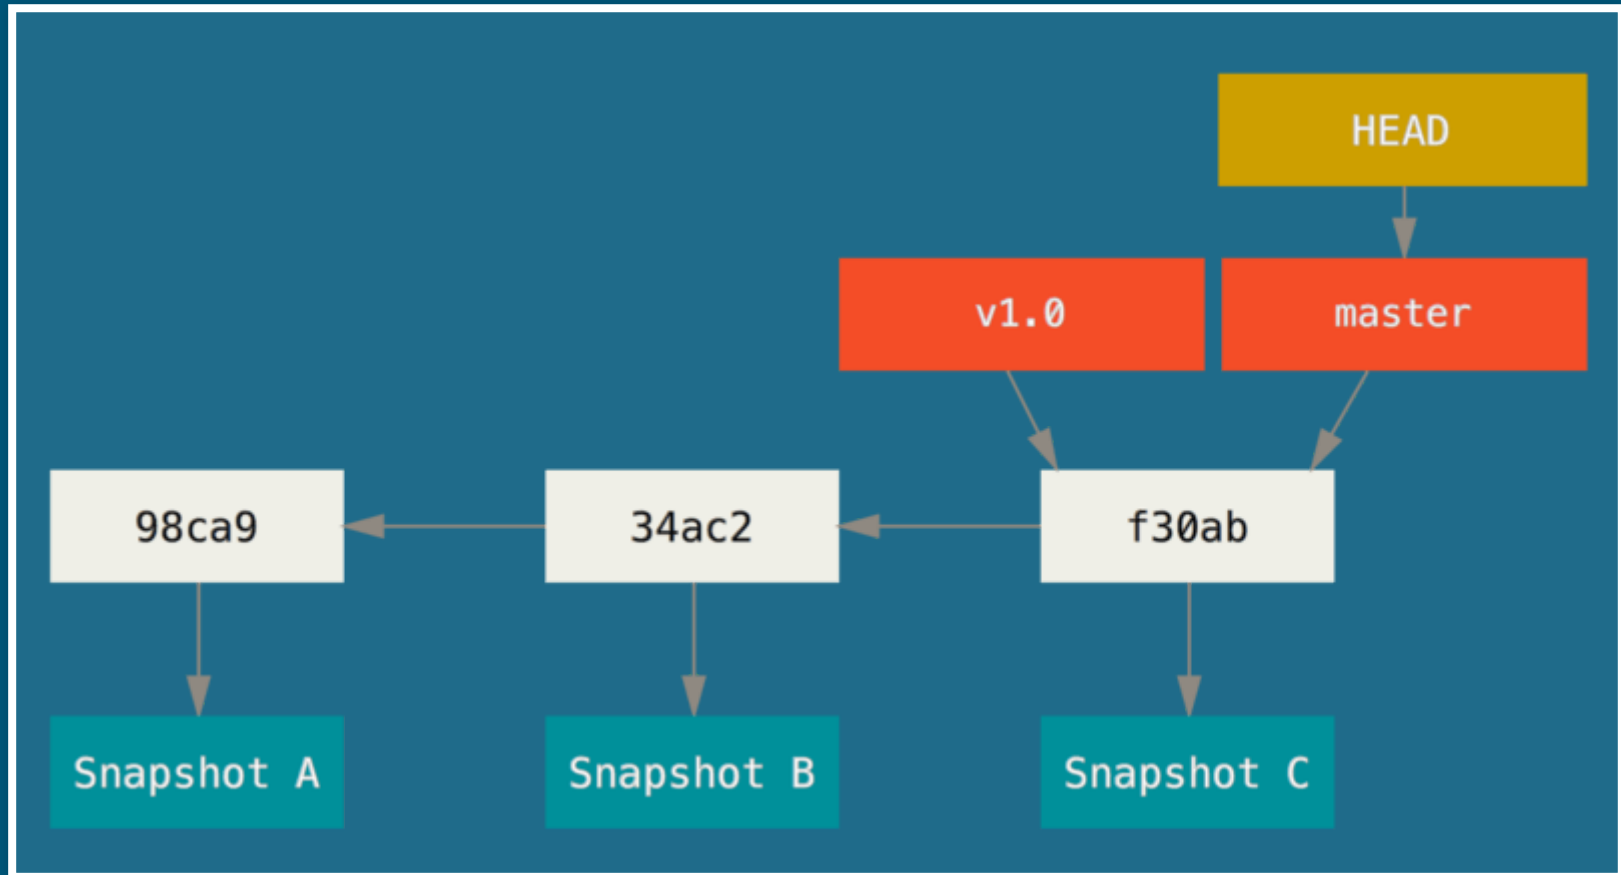 HEAD
v1.0
master
98ca9
34ac2
f30ab
Snapshot A
Snapshot B
Snapshot C